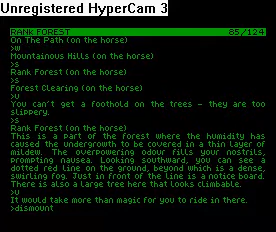 Unregistered HyperCam 3
RANK FOREST 85/124
On The Path (on the horse)
>w
Mountainous Hills (on the horse)
>s
Rank Forest (on the horse)
>s
Forest Clearing (on the horse)
>u
You can't get a foothold on the trees - they are too
slippery.
>s
Rank Forest (on the horse)
This is a part of the forest where the humidity has
caused the undergrowth to be covered in a thin layer of
mildew. The overpowering odour fills your nostrils,
prompting nausea. Looking southward, you can see a
dotted red line on the ground, beyond which is a dense,
swirling fog. Just in front of the line is a notice board.
There is also a large tree here that looks climbable.
>u
It would take more than magic for you to ride in there.
>dismount